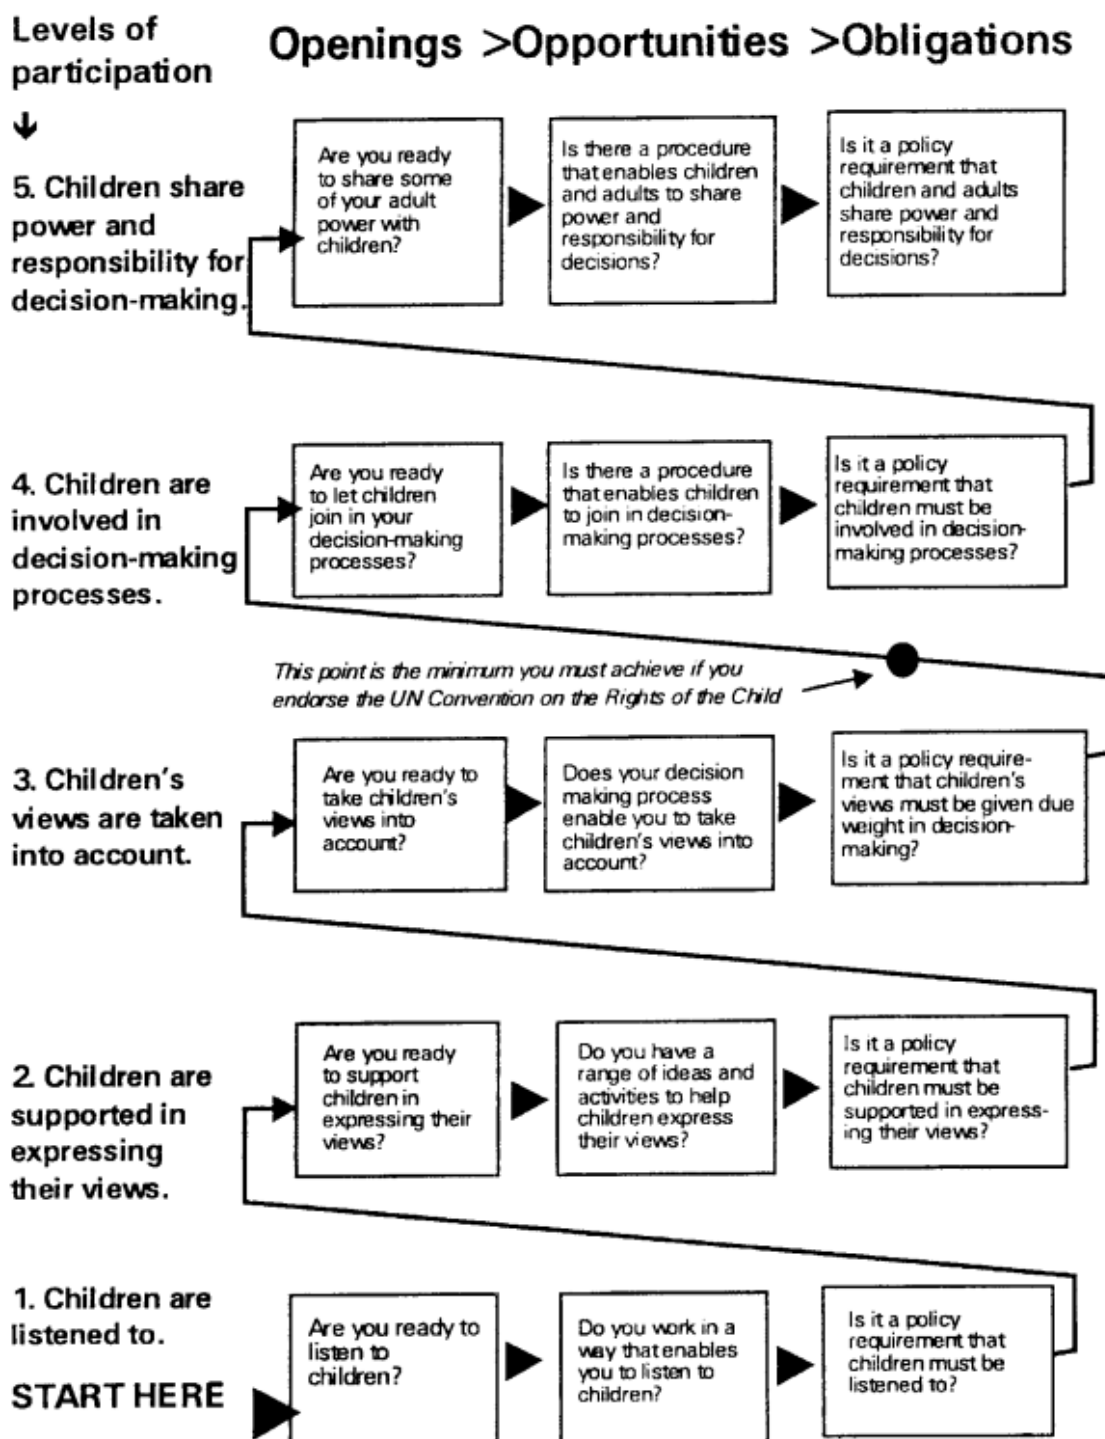 Levels of
participation
Openings >Opportunities >Obligations
5. Children share
power and
responsibility for
decision-making.
Are you ready
to share some
of your adult
power with
children?
Is there a procedure
that enables children
and adults to share
power and
responsibility for
decisions?
Is it a policy
requirement that
children and adults
share power and
responsibility for
decisions?
4. Children are
involved in
decision-making
processes.
Are you ready
to let children
join in your
decision-making
processes?
Is there a procedure
that enables children
to join in decision-
making processes?
Is it a policy
requirement that
children must be
involved in decision-
making processes?
This point is the minimum you must achieve if you
endorse the UN Convention on the Rights of the Child
3. Children's
views are taken
into account.
Are you ready to
take children's
views into
account?
Does your decision
making process
enable you to take
children's views into
account?
Is it a policy require-
ment that children's
views must be given due
weight in decision-
making?
2. Children are
supported in
expressing
their views.
Are you ready
to support
children in
expressing their
views?
Do you have a
range of ideas and
activities to help
children express
their views?
Is it a policy
requirement that
children must be
supported in express-
ing their views?
1. Children are
listened to.
START HERE
Are you ready to
listen to
children?
Do you work in a
way that enables
you to listen to
children?
Is it a policy
requirement that
children must be
listened to?